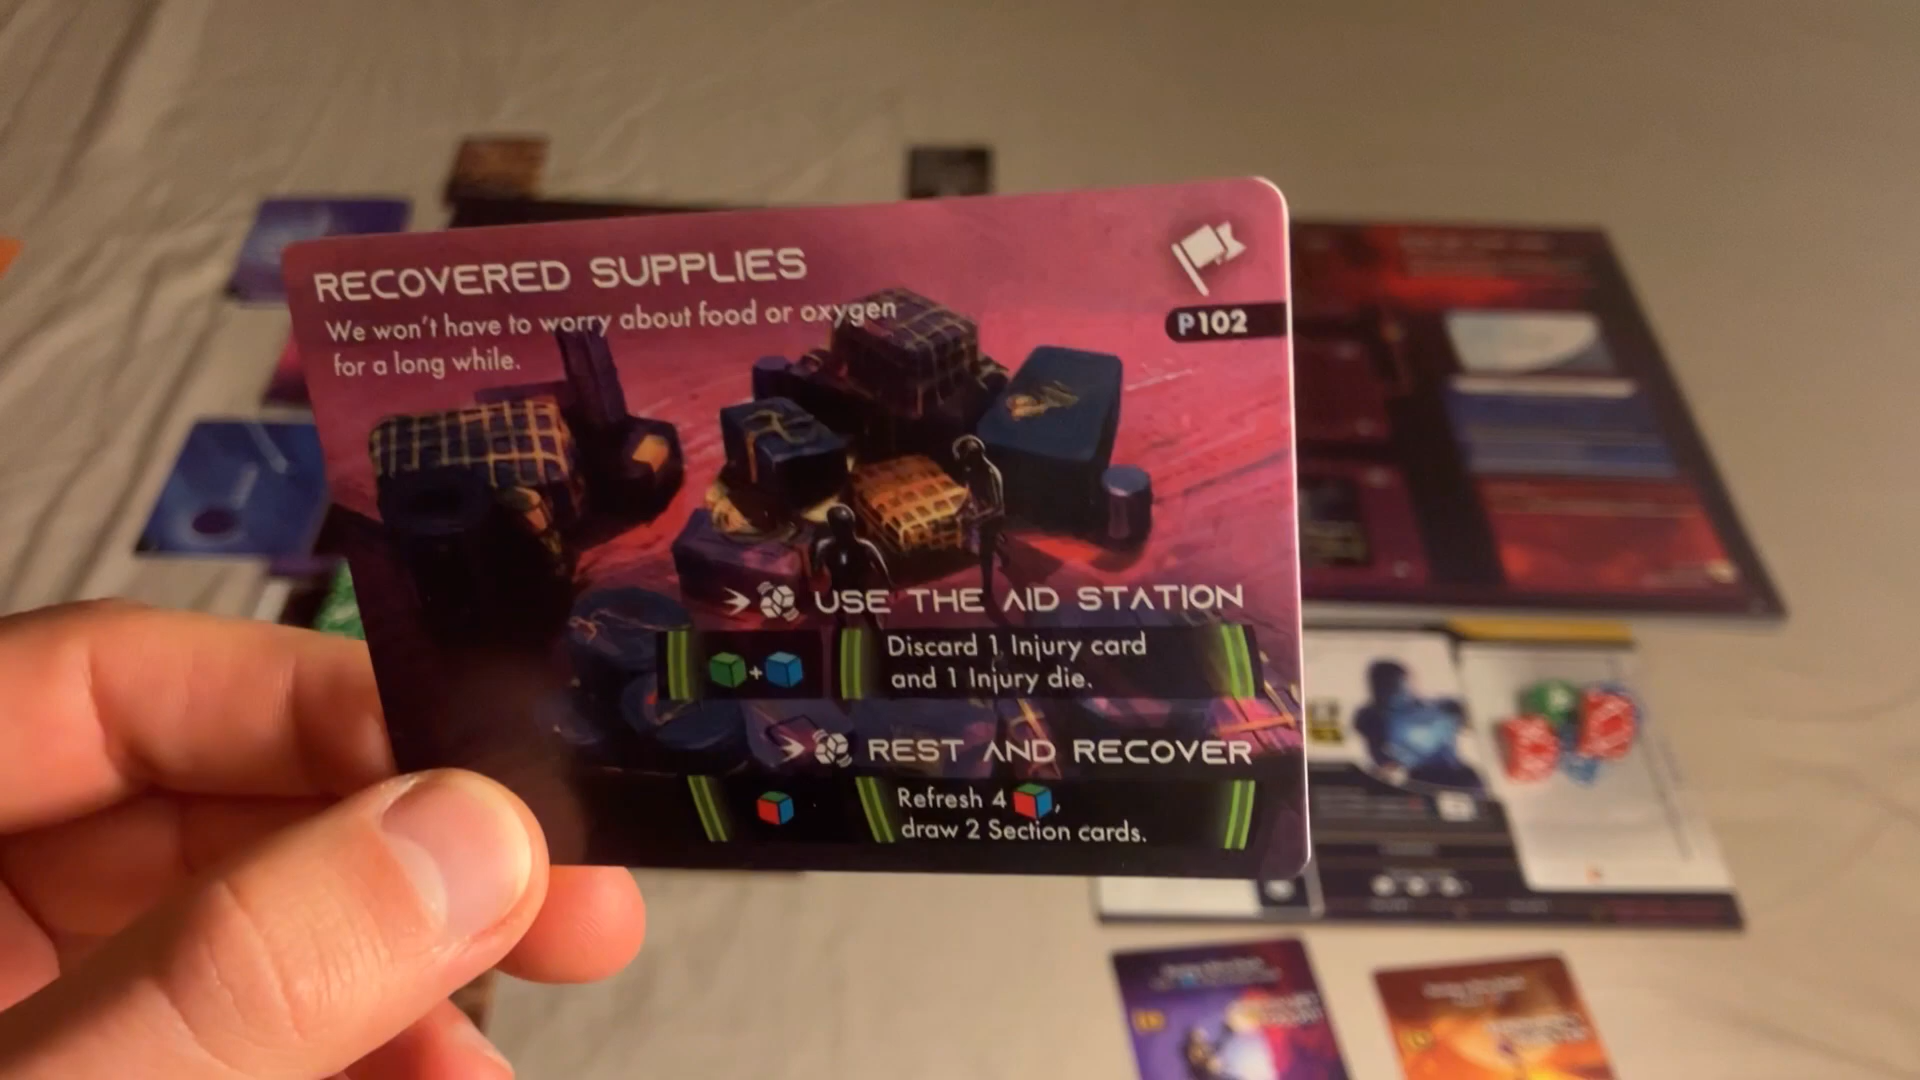 RECOVERED SUPPLIES
We won't have to worry about food or oxygen
for a long while.
P102
USE THE AID STATION
+
Discard 1 Injury card
and 1 Injury die.
REST AND RECOVER
Refresh 4 ,
draw 2 Section cards.